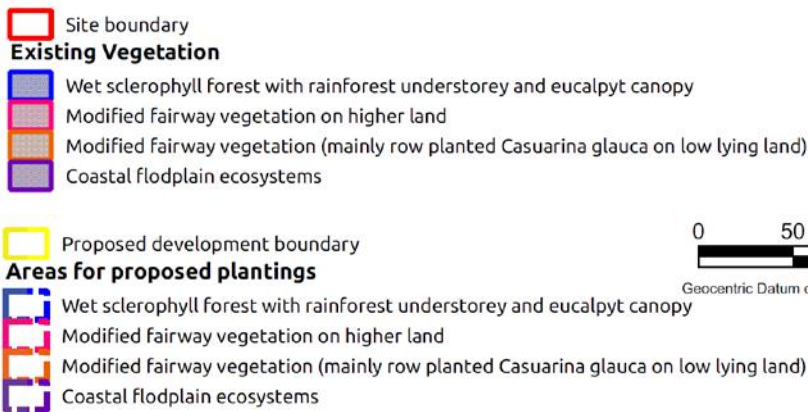 Site boundary
Existing Vegetation
Wet sclerophyll forest with rainforest understorey and eucalpyt canopy
Modified fairway vegetation on higher land
Modified fairway vegetation (mainly row planted Casuarina glauca on low lying land)
Coastal flodplain ecosystems
Proposed development boundary
0 50
Areas for proposed plantings
Geocentric Datum
Wet sclerophyll forest with rainforest understorey and eucalpyt canopy
Modified fairway vegetation on higher land
Modified fairway vegetation (mainly row planted Casuarina glauca on low lying land)
Coastal flodplain ecosystems